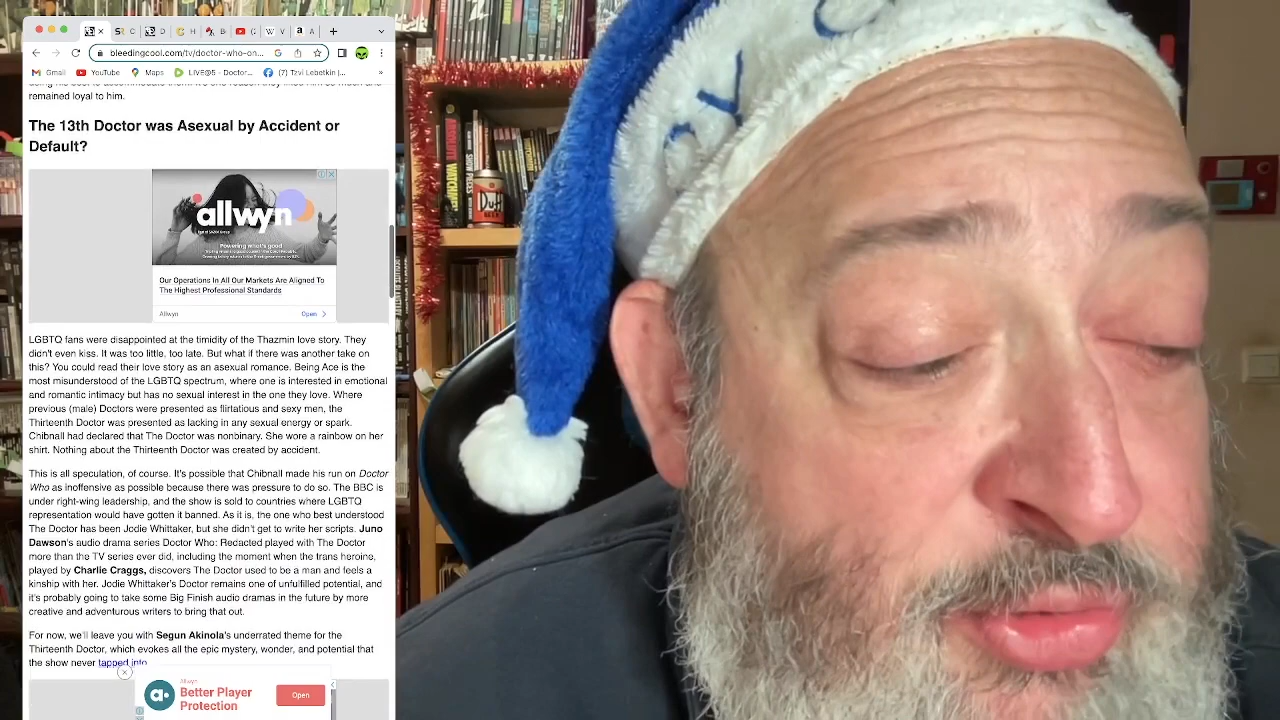 bleedingcool.com/tv/doctor-who-on...
Gmail YouTube Maps LIVE@5 - Doctor... (7) Tzvi Lebetkin |... »
remained loyal to him.
The 13th Doctor was Asexual by Accident or
Default?
allwyn
Powering what's good
Our Operations In All Our Markets Are Aligned To
The Highest Professional Standards
Allwyn Open
LGBTQ fans were disappointed at the timidity of the Thazmin love story. They
didn't even kiss. It was too little, too late. But what if there was another take on
this? You could read their love story as an asexual romance. Being Ace is the
most misunderstood of the LGBTQ spectrum, where one is interested in emotional
and romantic intimacy but has no sexual interest in the one they love. Where
previous (male) Doctors were presented as flirtatious and sexy men, the
Thirteenth Doctor was presented as lacking in any sexual energy or spark.
Chibnall had declared that The Doctor was nonbinary. She wore a rainbow on her
shirt. Nothing about the Thirteenth Doctor was created by accident.
This is all speculation, of course. It's possible that Chibnall made his run on Doctor
Who as inoffensive as possible because there was pressure to do so. The BBC is
under right-wing leadership, and the show is sold to countries where LGBTQ
representation would have gotten it banned. As it is, the one who best understood
The Doctor has been Jodie Whittaker, but she didn't get to write her scripts. Juno
Dawson's audio drama series Doctor Who: Redacted played with The Doctor
more than the TV series ever did, including the moment when the trans heroine,
played by Charlie Craggs, discovers The Doctor used to be a man and feels a
kinship with her. Jodie Whittaker's Doctor remains one of unfulfilled potential, and
it's probably going to take some Big Finish audio dramas in the future by more
creative and adventurous writers to bring that out.
For now, we'll leave you with Segun Akinola's underrated theme for the
Thirteenth Doctor, which evokes all the epic mystery, wonder, and potential that
the show never tapped into
Allwyn
Better Player
Protection
Open
Duff